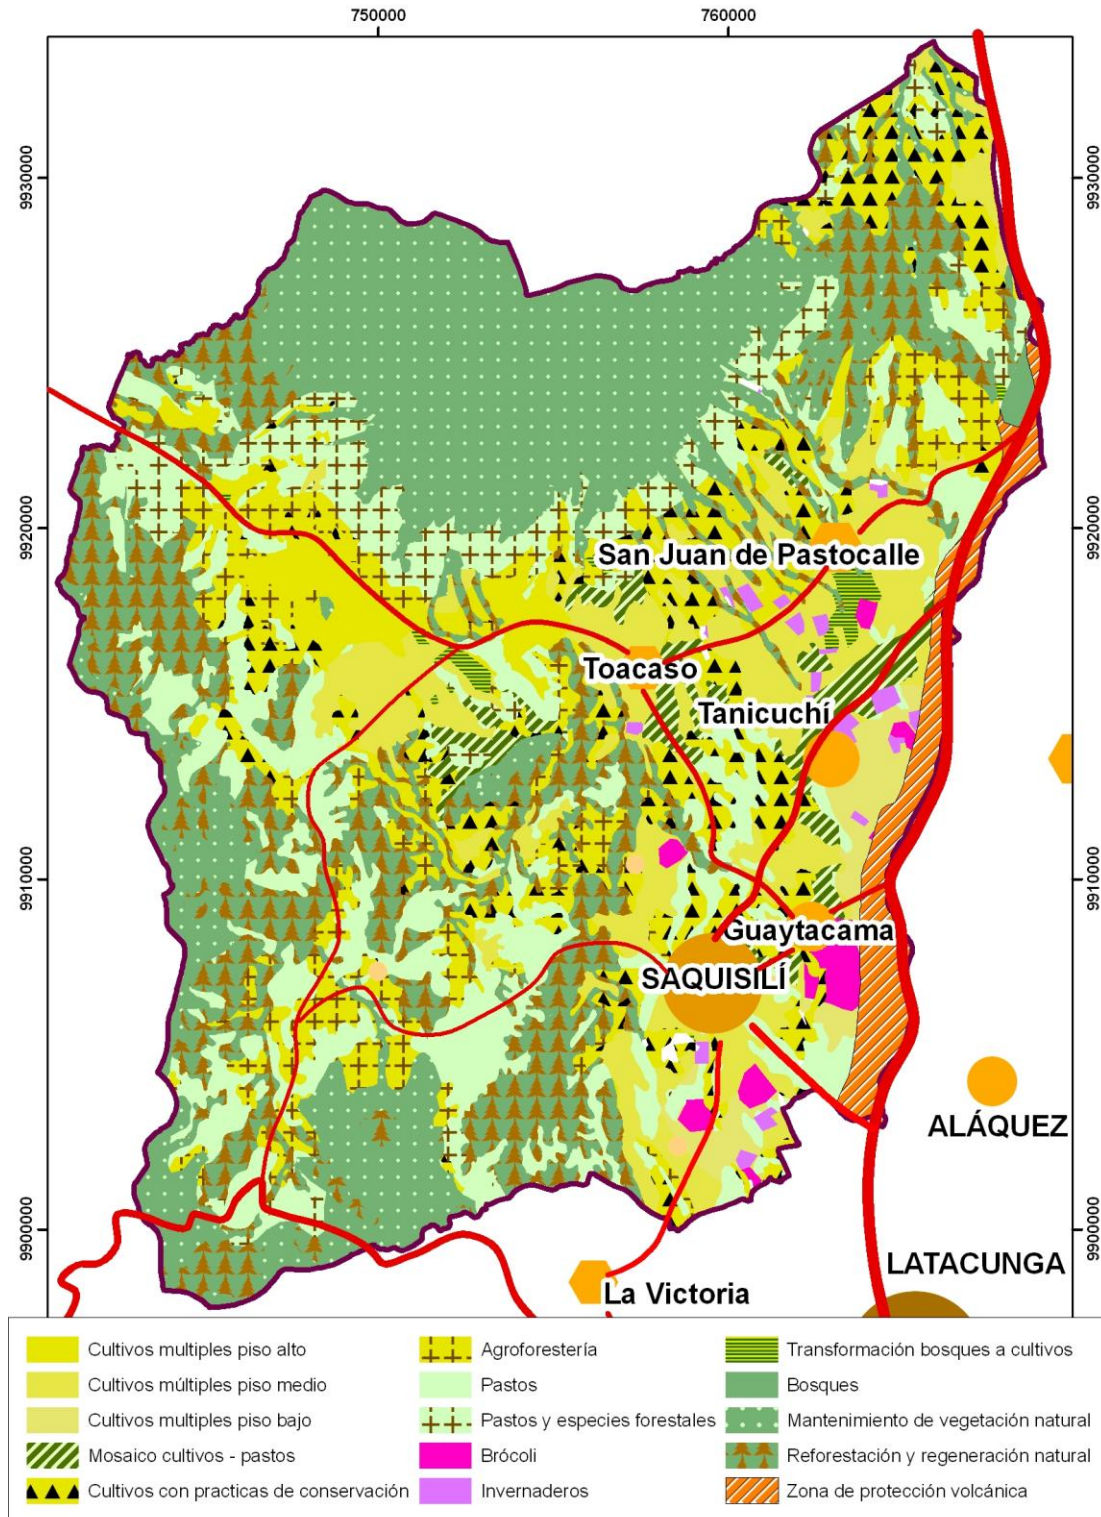 750000 760000
9930000 9930000
9920000 9920000
San Juan de Pastocalle
Toacaso
Tanicuchí
9910000 9910000
Guaytacama
SAQUISILÍ
ALÁQUEZ
9900000 9900000
LATACUNGA
La Victoria
Cultivos multiples piso alto
Cultivos múltiples piso medio
Cultivos multiples piso bajo
Mosaico cultivos - pastos
Cultivos con practicas de conservación
Agroforestería
Pastos
Pastos y especies forestales
Brócoli
Invernaderos
Transformación bosques a cultivos
Bosques
Mantenimiento de vegetación natural
Reforestación y regeneración natural
Zona de protección volcánica